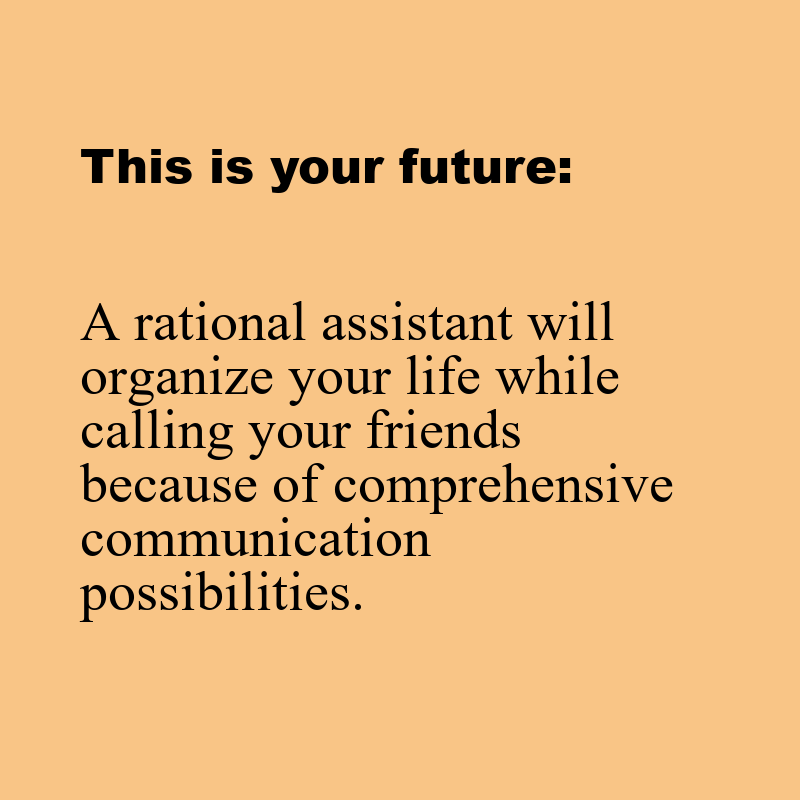 This is your future:
A rational assistant will
organize your life while
calling your friends
because of comprehensive
communication
possibilities.